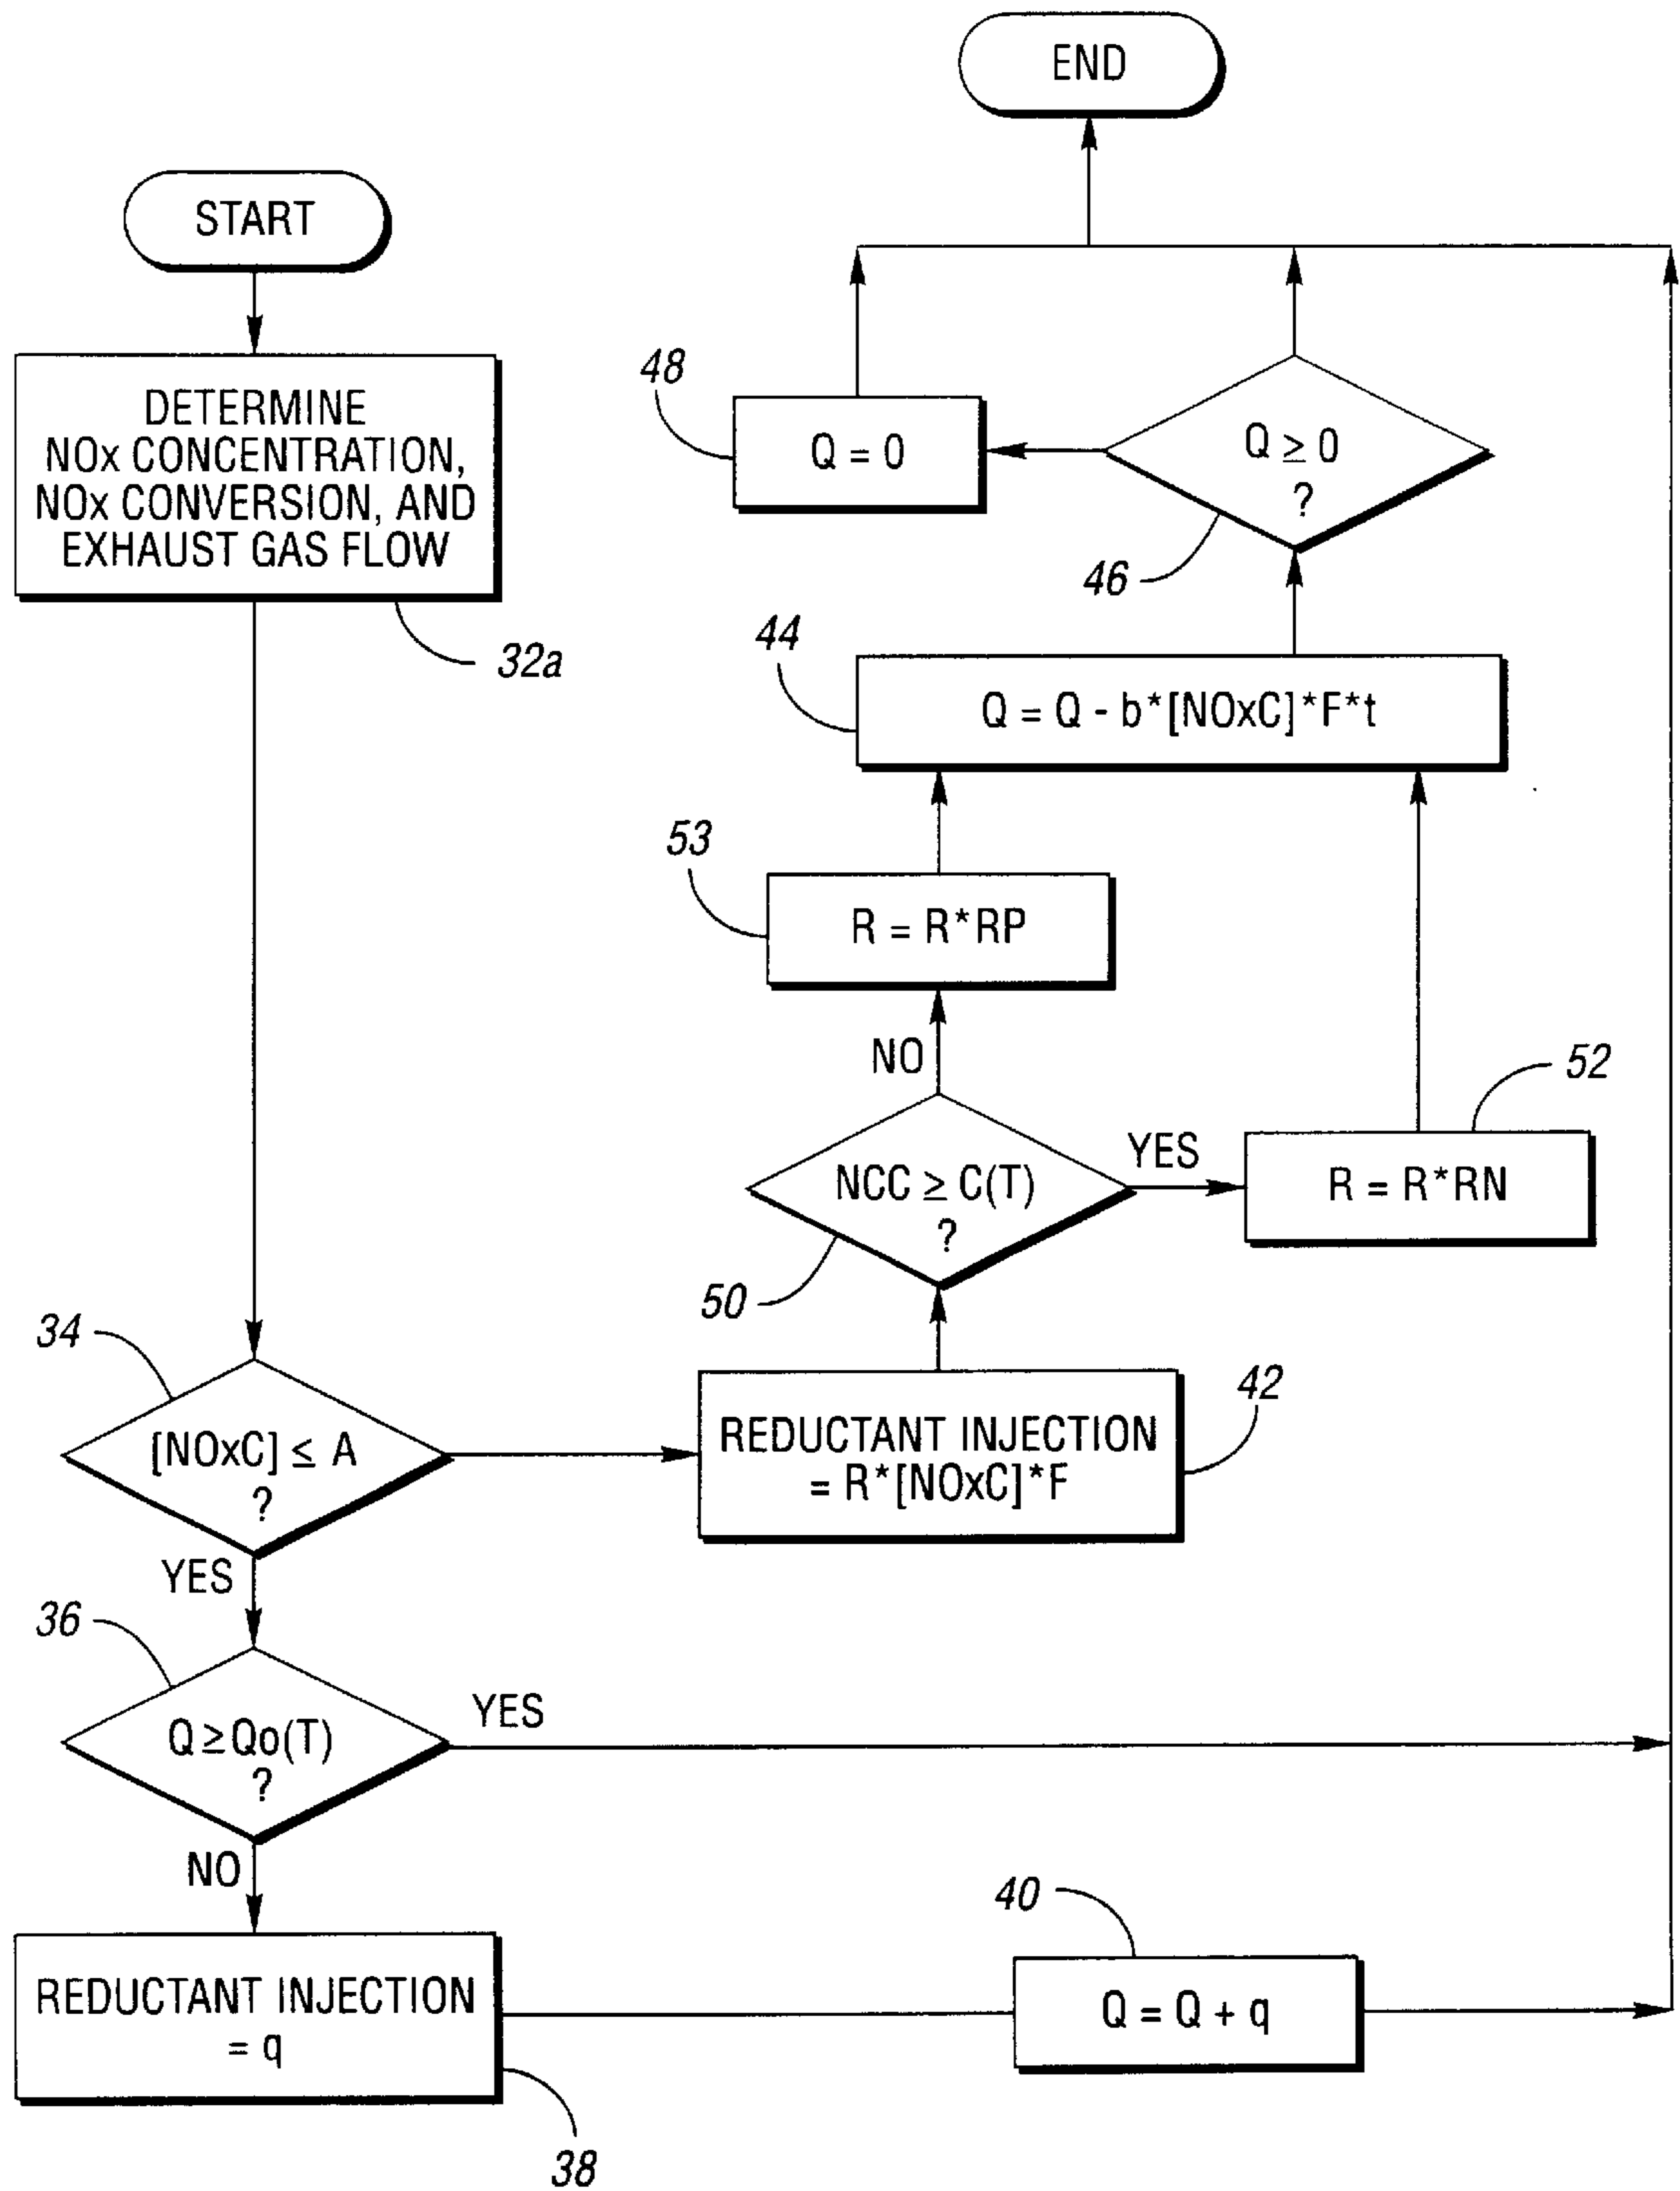 END
START
DETERMINE
NOx CONCENTRATION,
NOx CONVERSION, AND
EXHAUST GAS FLOW
32a
48
Q = 0
Q ≥ 0
?
46
44
Q = Q - b*[NOxC]*F*t
53
R = R*RP
NO
52
NCC ≥ C(T)
?
YES
R = R*RN
50
34
[NOxC] ≤ A
?
42
REDUCTANT INJECTION
= R*[NOxC]*F
YES
36
Q ≥ Qo(T)
?
YES
NO
40
REDUCTANT INJECTION
= q
Q = Q + q
38